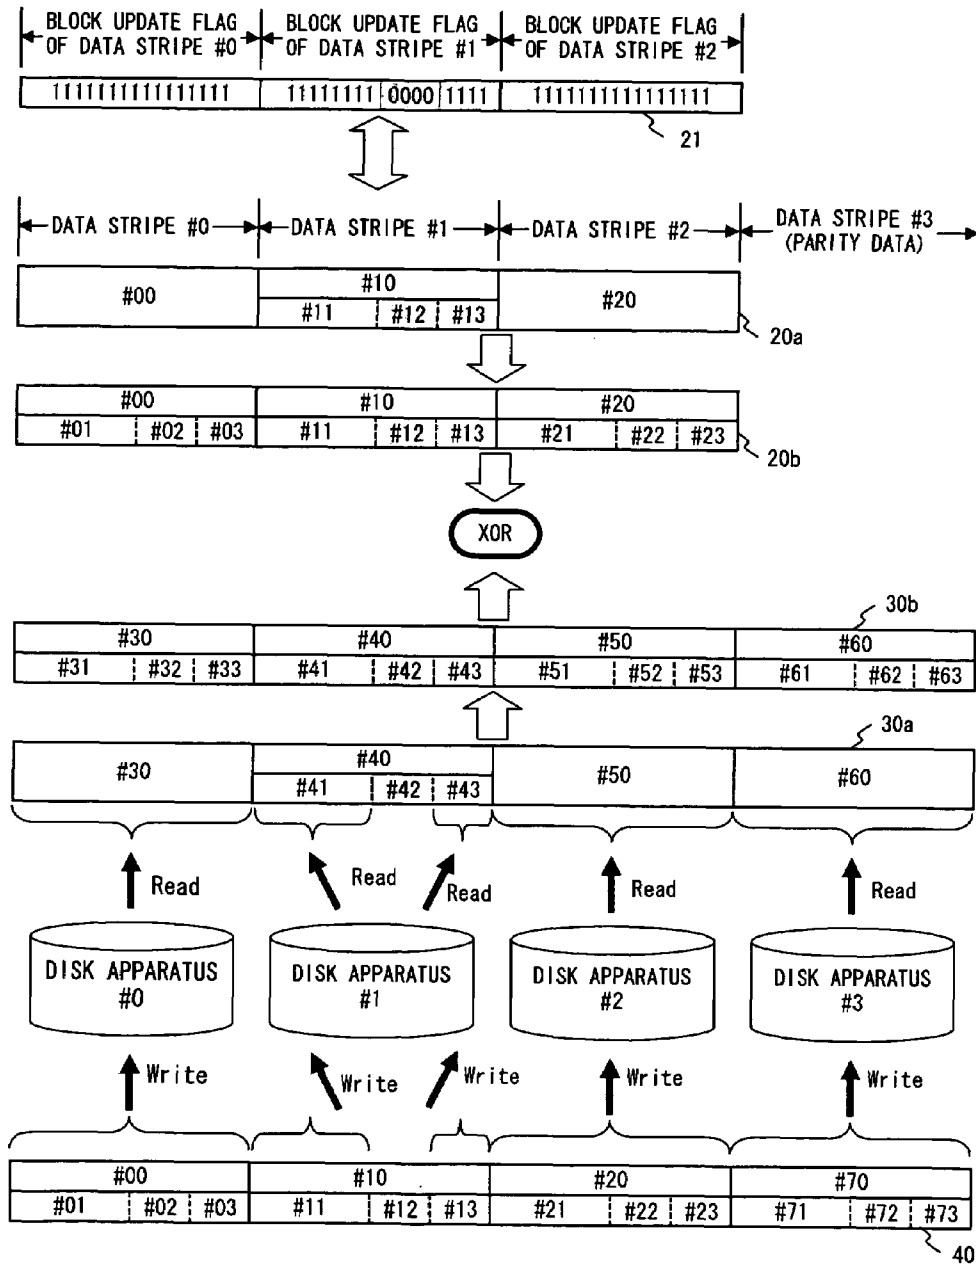 BLOCK UPDATE FLAG OF DATA STRIPE #0
BLOCK UPDATE FLAG OF DATA STRIPE #1
BLOCK UPDATE FLAG OF DATA STRIPE #2
1111111111111111 11111111 0000 1111 1111111111111111
21
DATA STRIPE #0 DATA STRIPE #1 DATA STRIPE #2 DATA STRIPE #3 (PARITY DATA)
#00 #10 #20
#11 #12 #13
20a
#00 #10 #20
#01 #02 #03 #11 #12 #13 #21 #22 #23
20b
XOR
30b
#30 #40 #50 #60
#31 #32 #33 #41 #42 #43 #51 #52 #53 #61 #62 #63
30a
#30 #40 #50 #60
#41 #42 #43
Read Read Read Read Read
DISK APPARATUS #0
DISK APPARATUS #1
DISK APPARATUS #2
DISK APPARATUS #3
Write Write Write Write Write
#00 #10 #20 #70
#01 #02 #03 #11 #12 #13 #21 #22 #23 #71 #72 #73
40